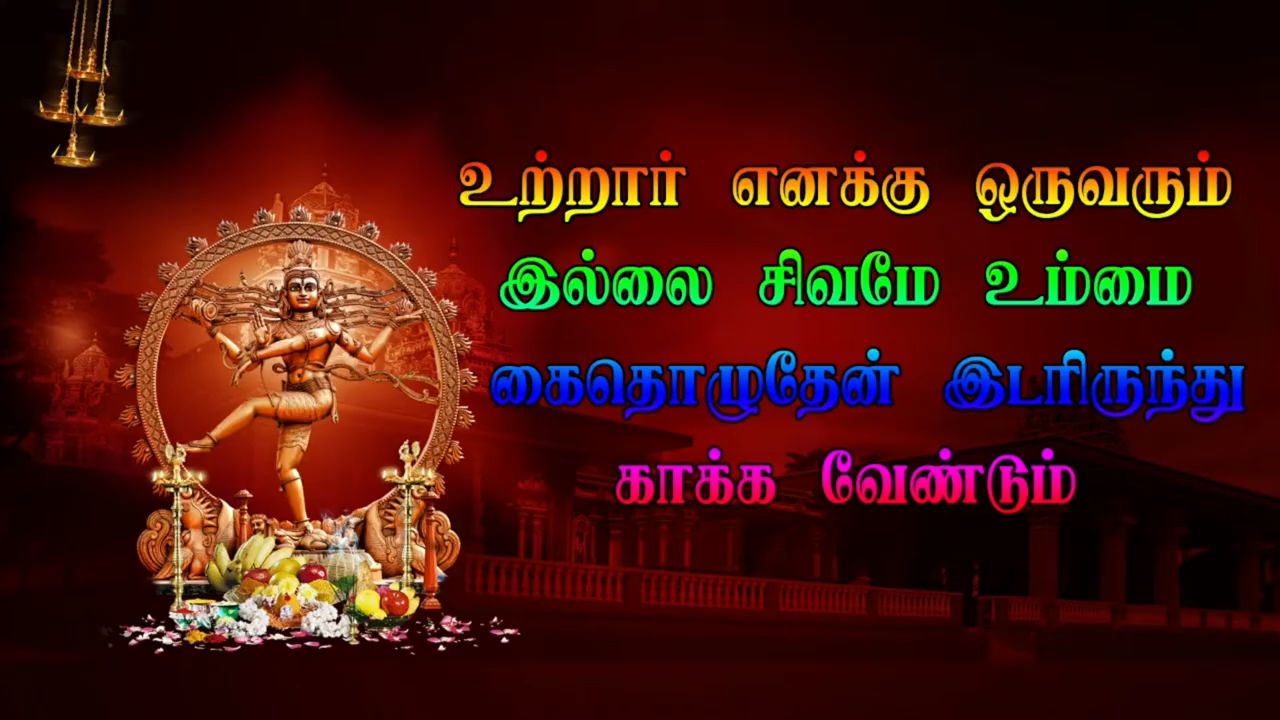 உற்றார் எனக்கு ஒருவரும்
இல்லை சிவமே உம்மை
கைதொழுதேன் இடரிருந்து
காக்க வேண்டும்